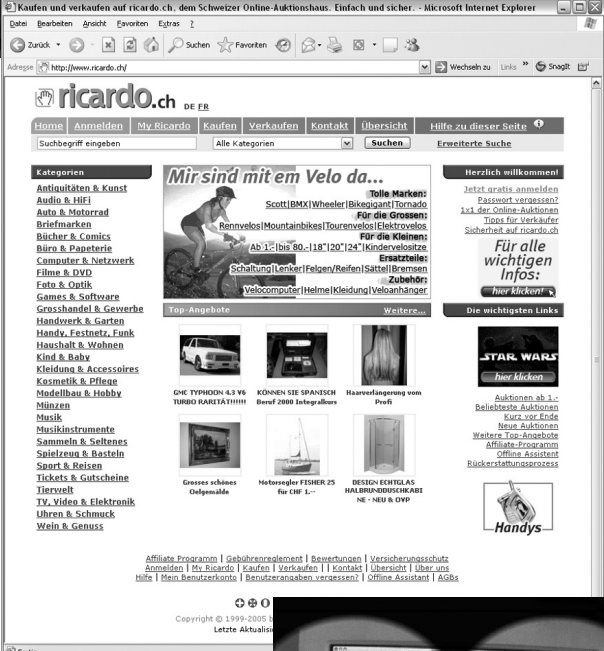 Kaufen und verkaufen auf ricardo.ch, dem Schweizer Online-Auktionshaus. Einfach und sicher. - Microsoft Internet Explorer
Datei Bearbeiten Ansicht Favoriten Extras ?
Zurück Suchen Favoriten
Adresse http://www.ricardo.ch/ Wechseln zu Links » SnagIt
ricardo.ch DE FR
Home | Anmelden | My Ricardo | Kaufen | Verkaufen | Kontakt | Übersicht | Hilfe zu dieser Seite
Suchbegriff eingeben Alle Kategorien Suchen Erweiterte Suche
Kategorien
Antiquitäten & Kunst
Audio & HiFi
Auto & Motorrad
Briefmarken
Bücher & Comics
Büro & Papeterie
Computer & Netzwerk
Filme & DVD
Foto & Optik
Games & Software
Grosshandel & Gewerbe
Handwerk & Garten
Handy, Festnetz, Funk
Haushalt & Wohnen
Kind & Baby
Kleidung & Accessoires
Kosmetik & Pflege
Modellbau & Hobby
Münzen
Musik
Musikinstrumente
Sammeln & Seltenes
Spielzeug & Basteln
Sport & Reisen
Tickets & Gutscheine
Tierwelt
TV, Video & Elektronik
Uhren & Schmuck
Wein & Genuss
Mir sind mit em Velo da...
Tolle Marken:
Scott|BMX|Wheeler|Bikegigant|Tornado
Für die Grossen:
Rennvelos|Mountainbikes|Tourenvelos|Elektrovelos
Für die Kleinen:
Ab 1.-|bis 80.-|18"|20"|24"|Kindervelositze
Ersatzteile:
Schaltung|Lenker|Felgen/Reifen|Sättel|Bremsen
Zubehör:
Velocomputer|Helme|Kleidung|Veloanhänger
Top-Angebote Weitere...
GMC TYPHOON 4.3 V6
TURBO RARITÄT!!!!!!
KÖNNEN SIE SPANISCH
Beruf 2000 Integralkurs
Haarverlängerung vom
Profi
Grosses schönes
Oelgemälde
Motorsegler FISHER 25
für CHF 1.--
DESIGN ECHTGLAS
HALBRUNDDUSCHKABI
NE - NEU & OVP
Herzlich willkommen!
Jetzt gratis anmelden
Passwort vergessen?
1x1 der Online-Auktionen
Tipps für Verkäufer
Sicherheit auf ricardo.ch
Für alle
wichtigen
Infos:
hier klicken!
Die wichtigsten Links
STAR WARS
hier klicken
Auktionen ab 1.-
Beliebteste Auktionen
Kurz vor Ende
Neue Auktionen
Weitere Top-Angebote
Affiliate-Programm
Offline Assistent
Rückerstattungsprozess
Handys
Affiliate Programm | Gebührenreglement | Bewertungen | Versicherungsschutz
Anmelden | My Ricardo | Kaufen | Verkaufen | | Kontakt | Übersicht | Über uns
Hilfe | Mein Benutzerkonto | Benutzerangaben vergessen? | Offline Assistant | AGBs
Copyright © 1999-2005
Letzte